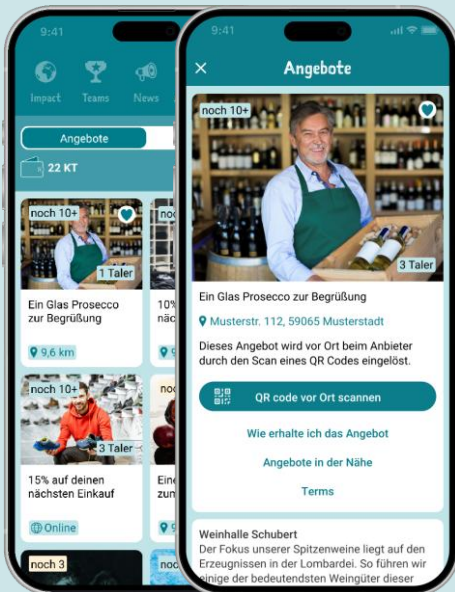 9:41
Impact Teams News
Angebote
22 KT
noch 10+
1 Taler
Ein Glas Prosecco
zur Begrüßung
9,6 km
10%
noch 10+
3 Taler
15% auf deinen
nächsten Einkauf
Online
noch 3
9:41
Angebote
noch 10+
3 Taler
Ein Glas Prosecco zur Begrüßung
Musterstr. 112, 59065 Musterstadt
Dieses Angebot wird vor Ort beim Anbieter
durch den Scan eines QR Codes eingelöst.
QR code vor Ort scannen
Wie erhalte ich das Angebot
Angebote in der Nähe
Terms
Weinhalle Schubert
Der Fokus unserer Spitzenweine liegt auf den
Erzeugnissen in der Lombardei. So führen wir
einige der bedeutendsten Weingüter dieser